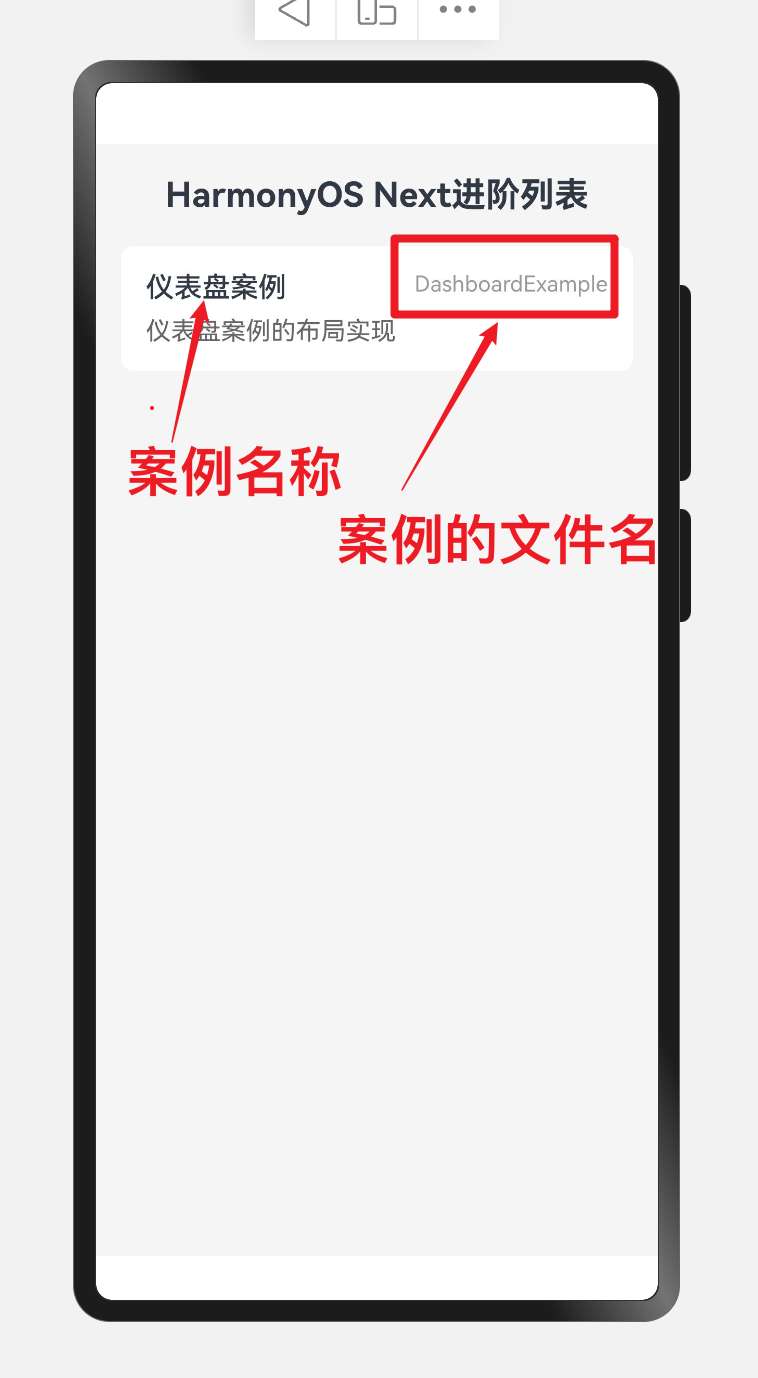 HarmonyOS Next进阶列表
仪表盘案例
DashboardExample
仪表盘案例的布局实现
案例名称
案例的文件名